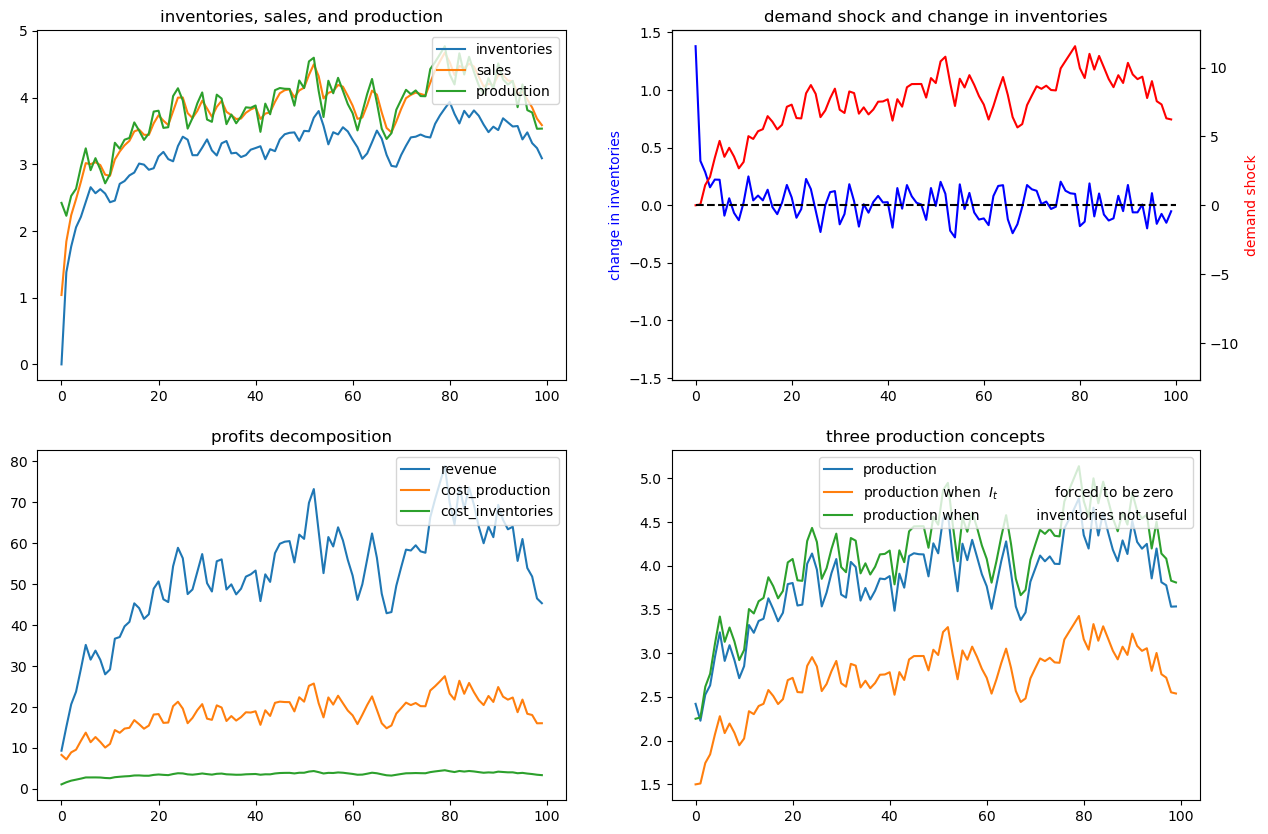 inventories, sales, and production
5
4
3
2
1
0
0 20 40 60 80 100
inventories
sales
production
demand shock and change in inventories
change in inventories
1.5
1.0
0.5
0.0
−0.5
−1.0
−1.5
0 20 40 60 80 100
10
5
0
−5
−10
demand shock
profits decomposition
80
70
60
50
40
30
20
10
0
0 20 40 60 80 100
revenue
cost_production
cost_inventories
three production concepts
5.0
4.5
4.0
3.5
3.0
2.5
2.0
1.5
0 20 40 60 80 100
production
production when I_t forced to be zero
production when inventories not useful